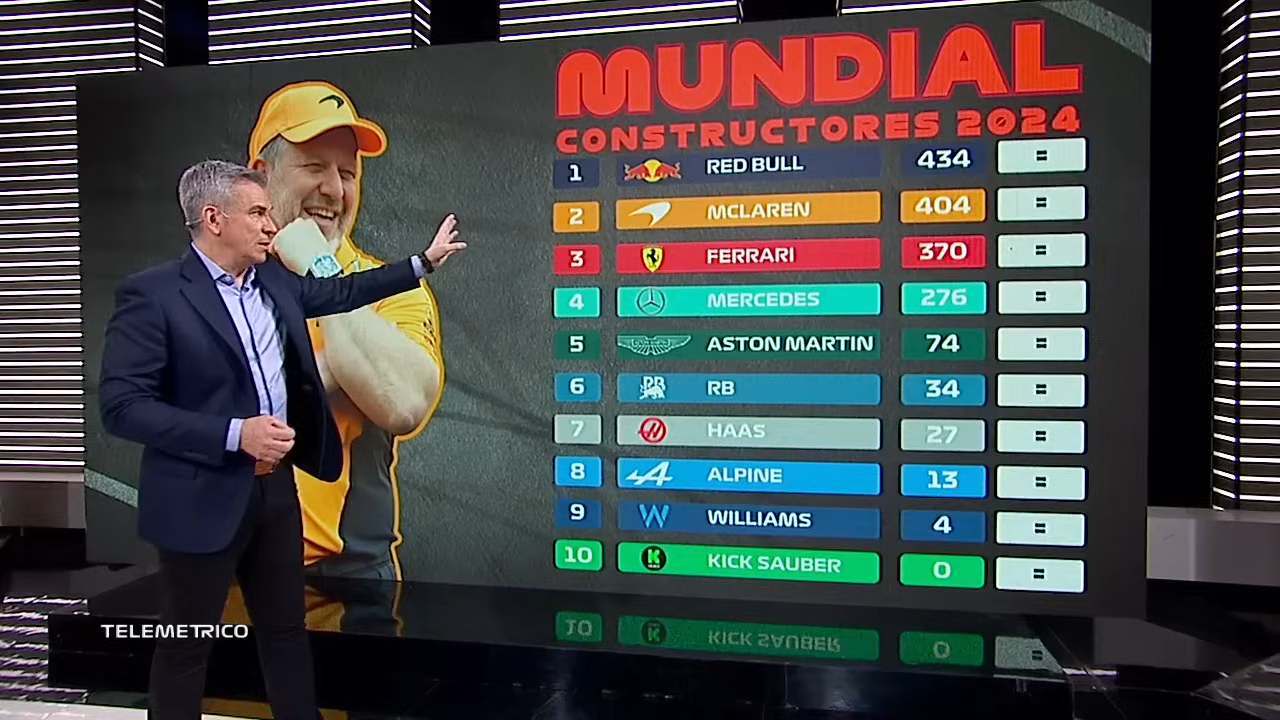 MUNDIAL
CONSTRUCTORES 2024
1 RED BULL 434 =
2 MCLAREN 404 =
3 FERRARI 370 =
4 MERCEDES 276 =
5 ASTON MARTIN 74 =
6 RB 34 =
7 HAAS 27 =
8 ALPINE 13 =
9 WILLIAMS 4 =
10 KICK SAUBER 0 =
TELEMETRICO